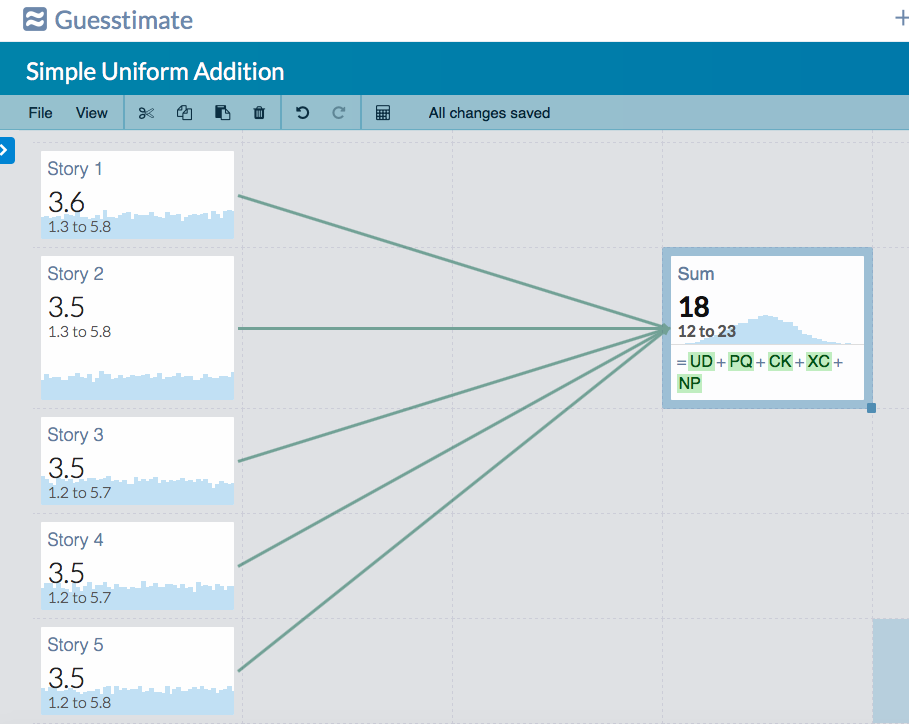 Guesstimate
+
Simple Uniform Addition
File View All changes saved
Story 1
3.6
1.3 to 5.8
Story 2
3.5
1.3 to 5.8
Story 3
3.5
1.2 to 5.7
Story 4
3.5
1.2 to 5.7
Story 5
3.5
1.2 to 5.8
Sum
18
12 to 23
=UD+PQ+CK+XC+
NP